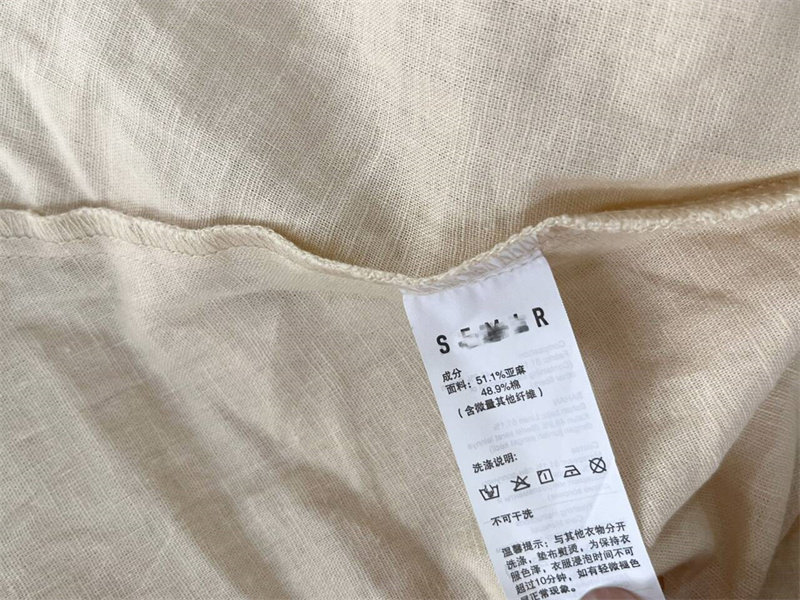 成分
面料：51.1%亚麻
48.9%棉
（含微量其他纤维）
洗涤说明：
不可干洗
温馨提示：与其他衣物分开
洗涤，垫布熨烫，为保持衣
服色泽，衣服浸泡时间不可
超过10分钟，如有轻微褪色
属正常现象。